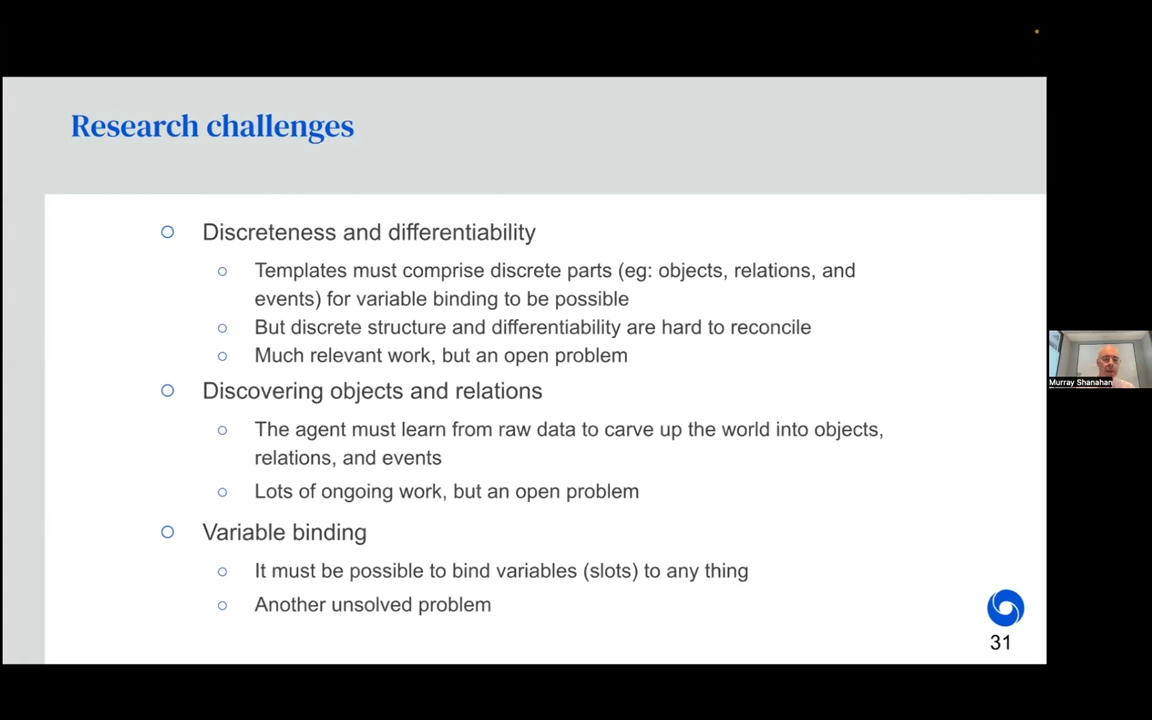 Research challenges
Discreteness and differentiability
Templates must comprise discrete parts (eg: objects, relations, and
events) for variable binding to be possible
But discrete structure and differentiability are hard to reconcile
Much relevant work, but an open problem
Discovering objects and relations
The agent must learn from raw data to carve up the world into objects,
relations, and events
Lots of ongoing work, but an open problem
Variable binding
It must be possible to bind variables (slots) to any thing
Another unsolved problem
31
Murray Shanahan